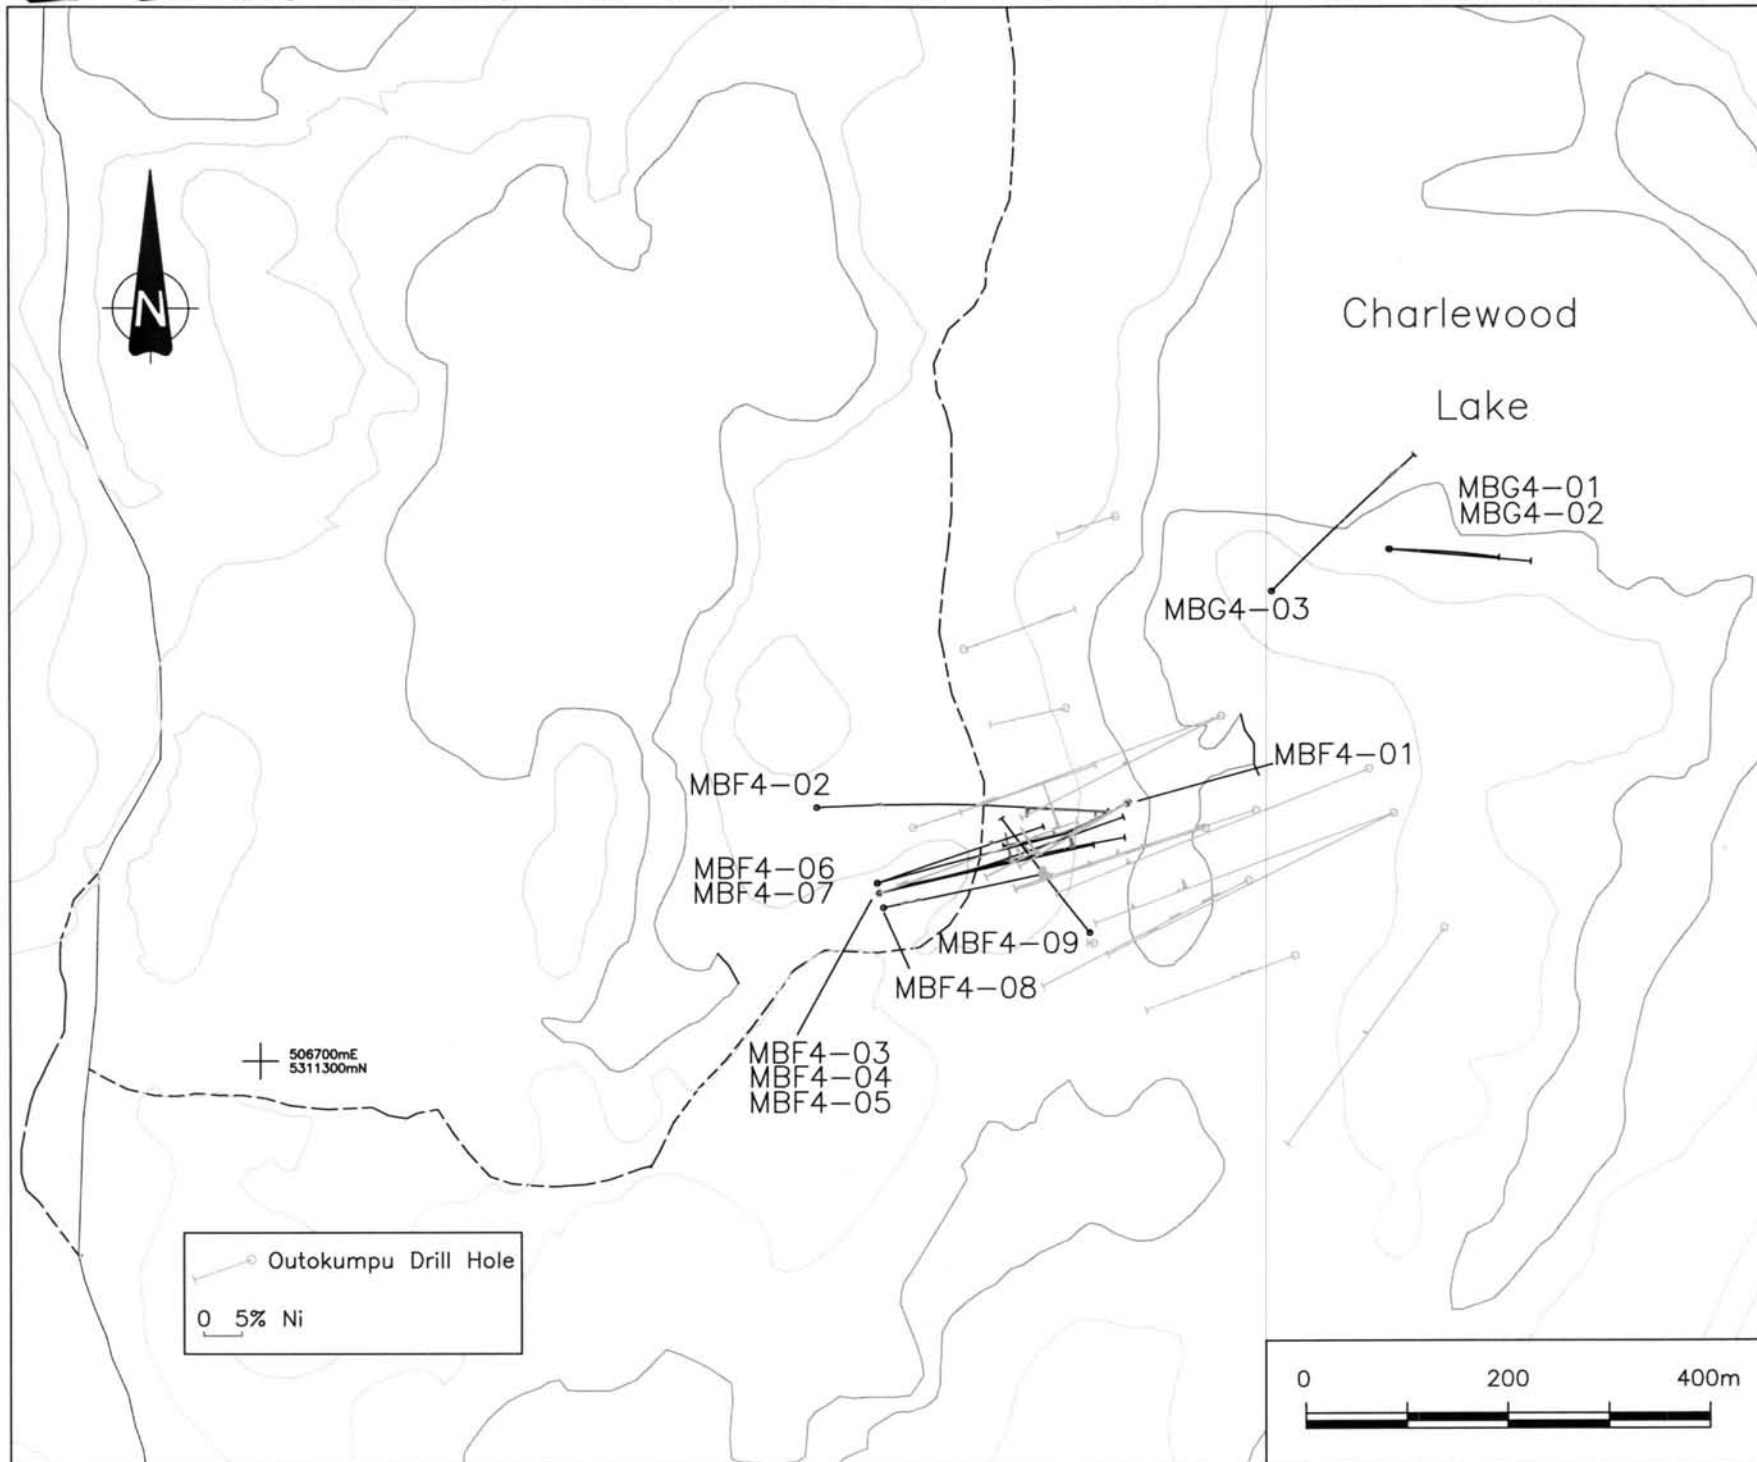 N
Charlewood
Lake
MBG4-01
MBG4-02
MBG4-03
MBF4-01
MBF4-02
MBF4-06
MBF4-07
MBF4-09
MBF4-08
MBF4-03
MBF4-04
MBF4-05
506700mE
5311300mN
Outokumpu Drill Hole
0 5% Ni
0 200 400m